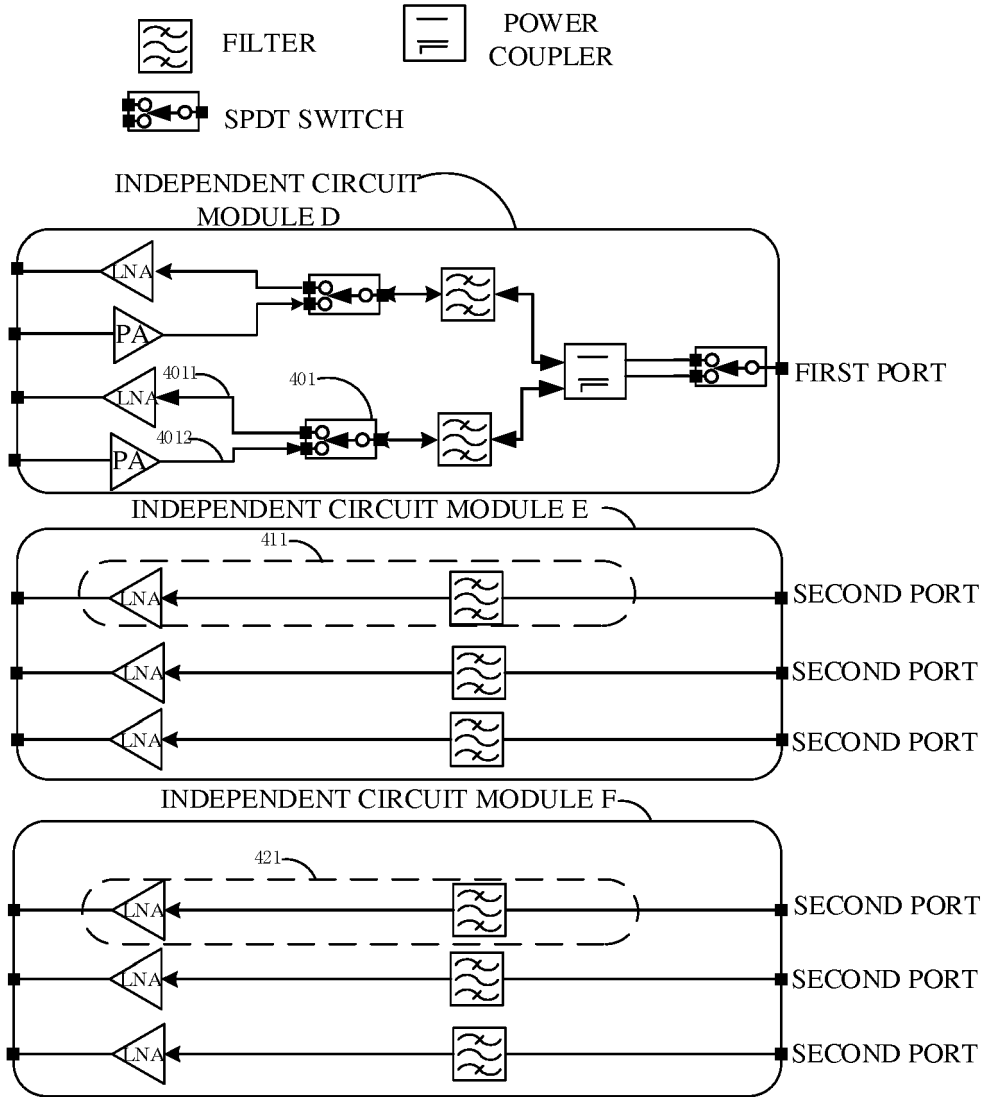 FILTER
POWER
COUPLER
SPDT SWITCH
INDEPENDENT CIRCUIT
MODULE D
LNA
PA
4011
401
LNA
4012
PA
FIRST PORT
INDEPENDENT CIRCUIT MODULE E
411
LNA
SECOND PORT
LNA
SECOND PORT
LNA
SECOND PORT
INDEPENDENT CIRCUIT MODULE F
421
LNA
SECOND PORT
LNA
SECOND PORT
LNA
SECOND PORT